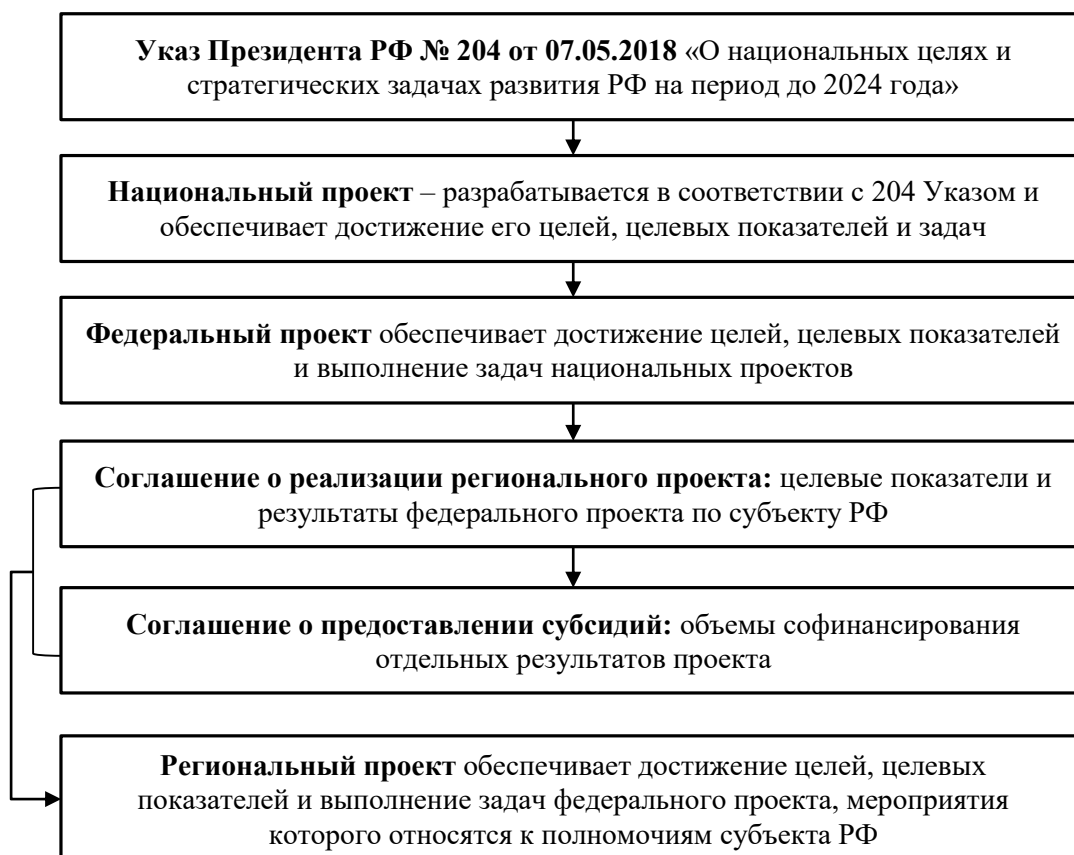 Указ Президента РФ № 204 от 07.05.2018 «О национальных целях и
стратегических задачах развития РФ на период до 2024 года»
Национальный проект – разрабатывается в соответствии с 204 Указом и
обеспечивает достижение его целей, целевых показателей и задач
Федеральный проект обеспечивает достижение целей, целевых показателей
и выполнение задач национальных проектов
Соглашение о реализации регионального проекта: целевые показатели и
результаты федерального проекта по субъекту РФ
Соглашение о предоставлении субсидий: объемы софинансирования
отдельных результатов проекта
Региональный проект обеспечивает достижение целей, целевых
показателей и выполнение задач федерального проекта, мероприятия
которого относятся к полномочиям субъекта РФ